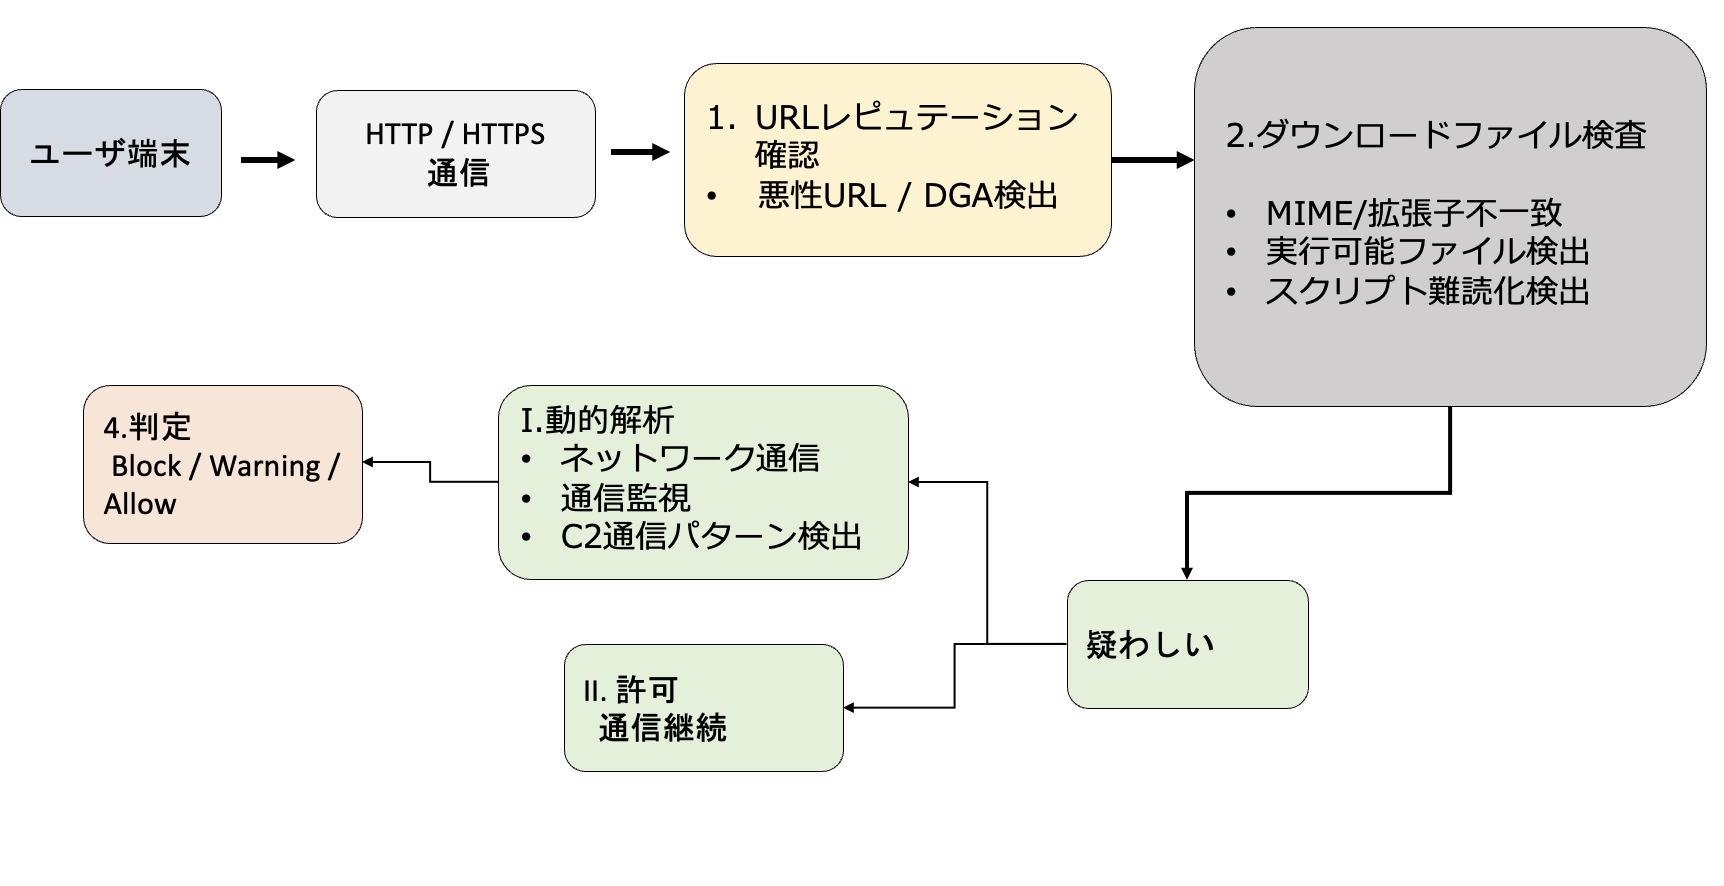 ユーザ端末
HTTP / HTTPS
通信
1. URLレピュテーション
確認
• 悪性URL / DGA検出
2.ダウンロードファイル検査
• MIME/拡張子不一致
• 実行可能ファイル検出
• スクリプト難読化検出
4.判定
Block / Warning /
Allow
I.動的解析
• ネットワーク通信
• 通信監視
• C2通信パターン検出
疑わしい
II. 許可
通信継続